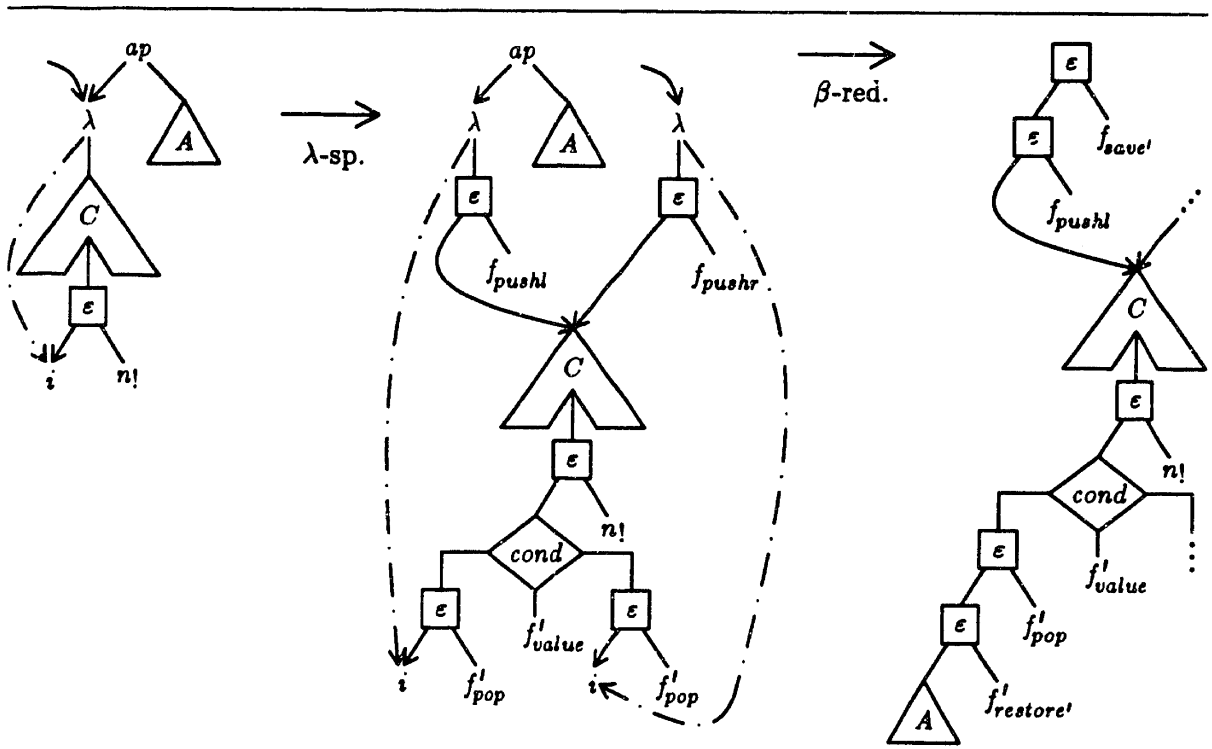 ap
λ
A
C
ε
i
n!
λ-sp.
ap
λ
A
λ
ε
ε
f_pushl
f_pushr
C
ε
n!
cond
ε
ε
f'_value
i
f'_pop
i
f'_pop
β-red.
ε
ε
f_save'
f_pushl
C
ε
n!
cond
ε
f'_value
ε
f'_pop
A
f'_restore'